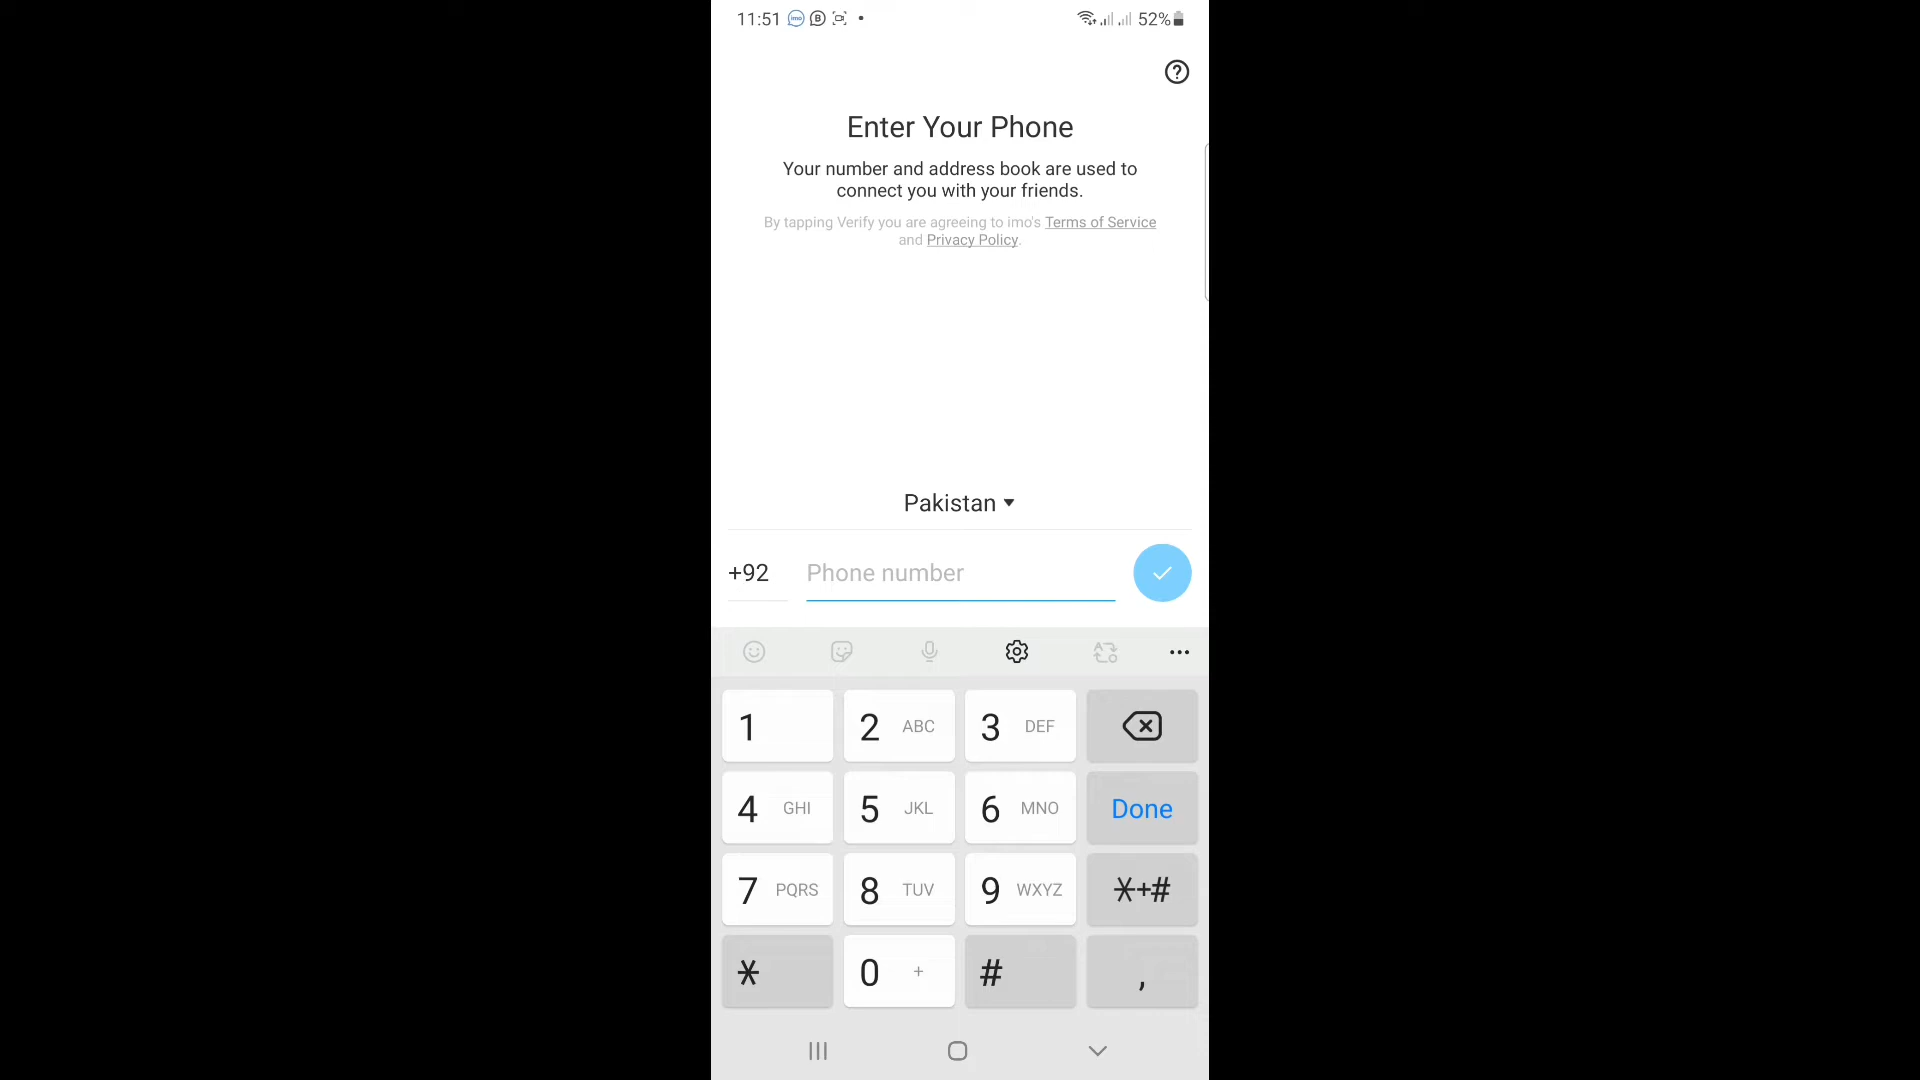 11:51
52%
Enter Your Phone
Your number and address book are used to
connect you with your friends.
By tapping Verify you are agreeing to imo's Terms of Service
and Privacy Policy.
Pakistan
+92 Phone number
1 2 ABC 3 DEF
4 GHI 5 JKL 6 MNO Done
7 PQRS 8 TUV 9 WXYZ *+#
* 0 + # ,